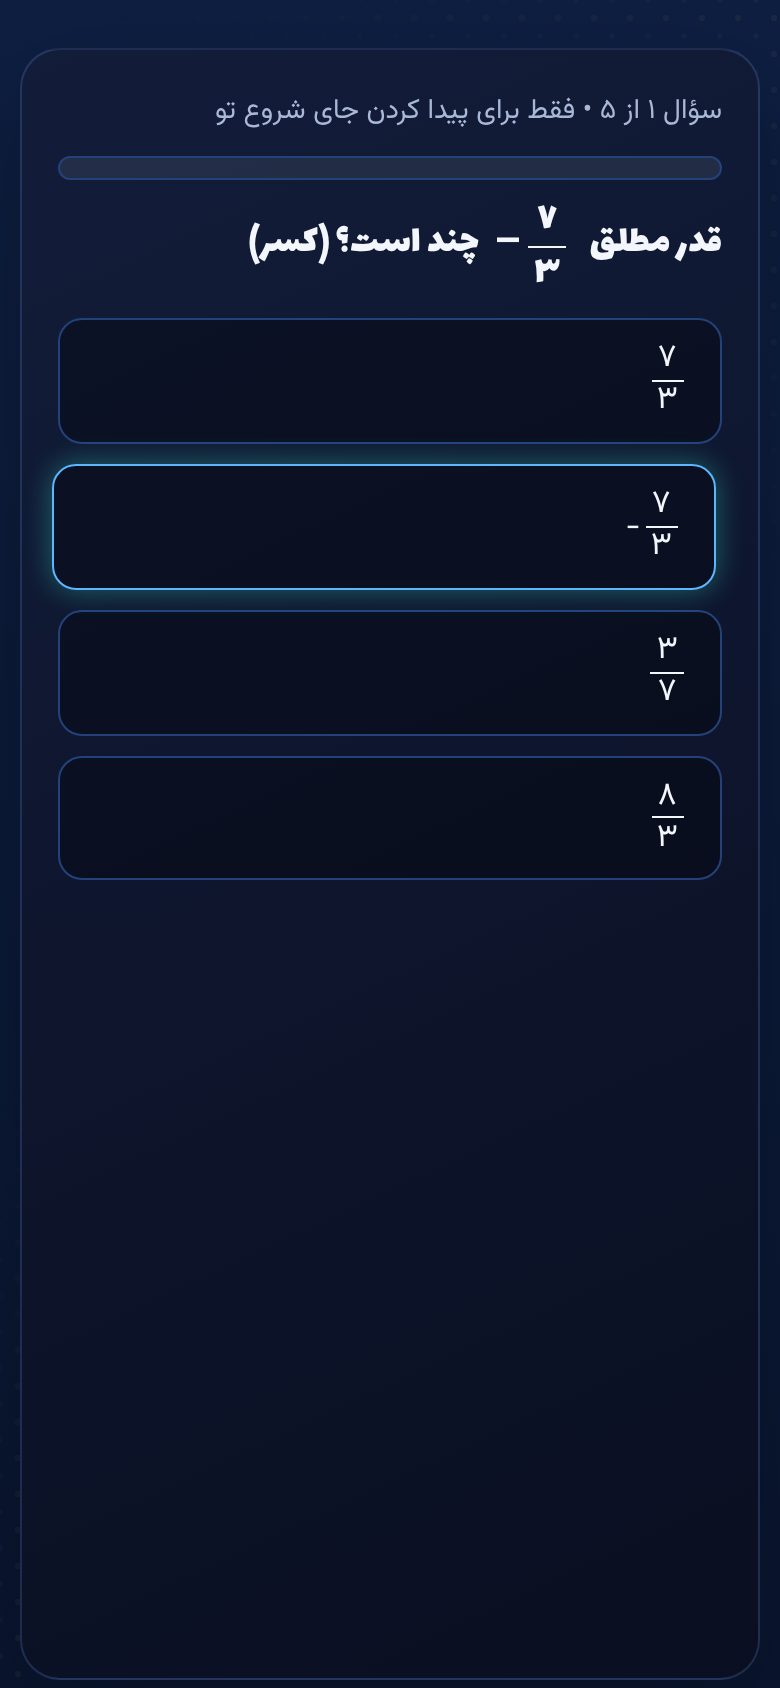 سؤال ۱ از ۵ • فقط برای پیدا کردن جای شروع تو
قدر مطلق −۷/۳ چند است؟ (کسر)
۷/۳
-۷/۳
۳/۷
۸/۳